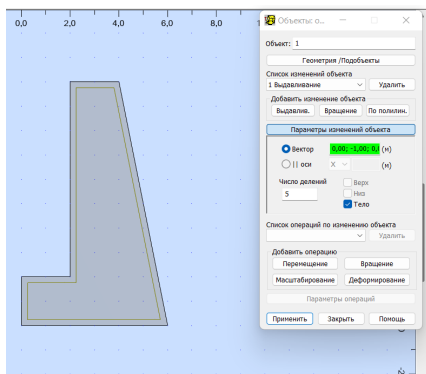 0,0 2,0 4,0 6,0 8,0
Объекты: о...
Объект: 1
Геометрия /Подобъекты
Список изменений объекта
1 Выдавливание Удалить
Добавить изменение объекта
Выдавлив. Вращение По полилин.
Параметры изменений объекта
Вектор 0,00; -1,00; 0, (м)
|| оси X (м)
Число делений Верх
5 Низ
Тело
Список операций по изменению объекта
Удалить
Добавить операцию
Перемещение Вращение
Масштабирование Деформирование
Параметры операций
Применить Закрыть Помощь